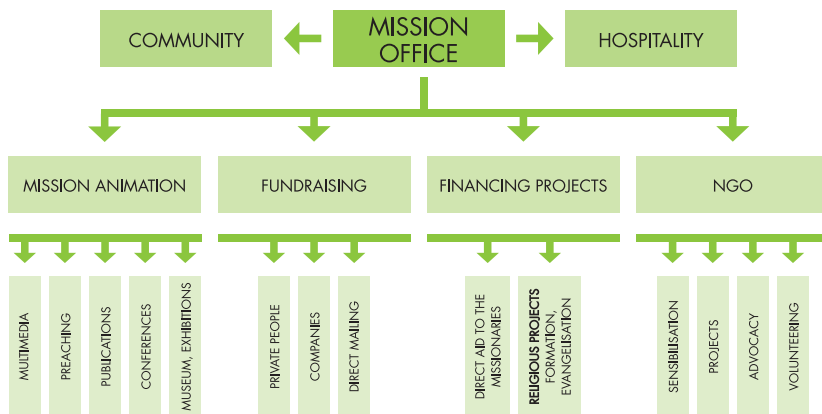 COMMUNITY
MISSION
OFFICE
HOSPITALITY
MISSION ANIMATION
FUNDRAISING
FINANCING PROJECTS
NGO
MULTIMEDIA
PREACHING
PUBLICATIONS
CONFERENCES
MUSEUM, EXHIBITIONS
PRIVATE PEOPLE
COMPANIES
DIRECT MAILING
DIRECT AID TO THE
MISSIONARIES
RELIGIOUS PROJECTS
FORMATION,
EVANGELISATION
SENSIBILISATION
PROJECTS
ADVOCACY
VOLUNTEERING